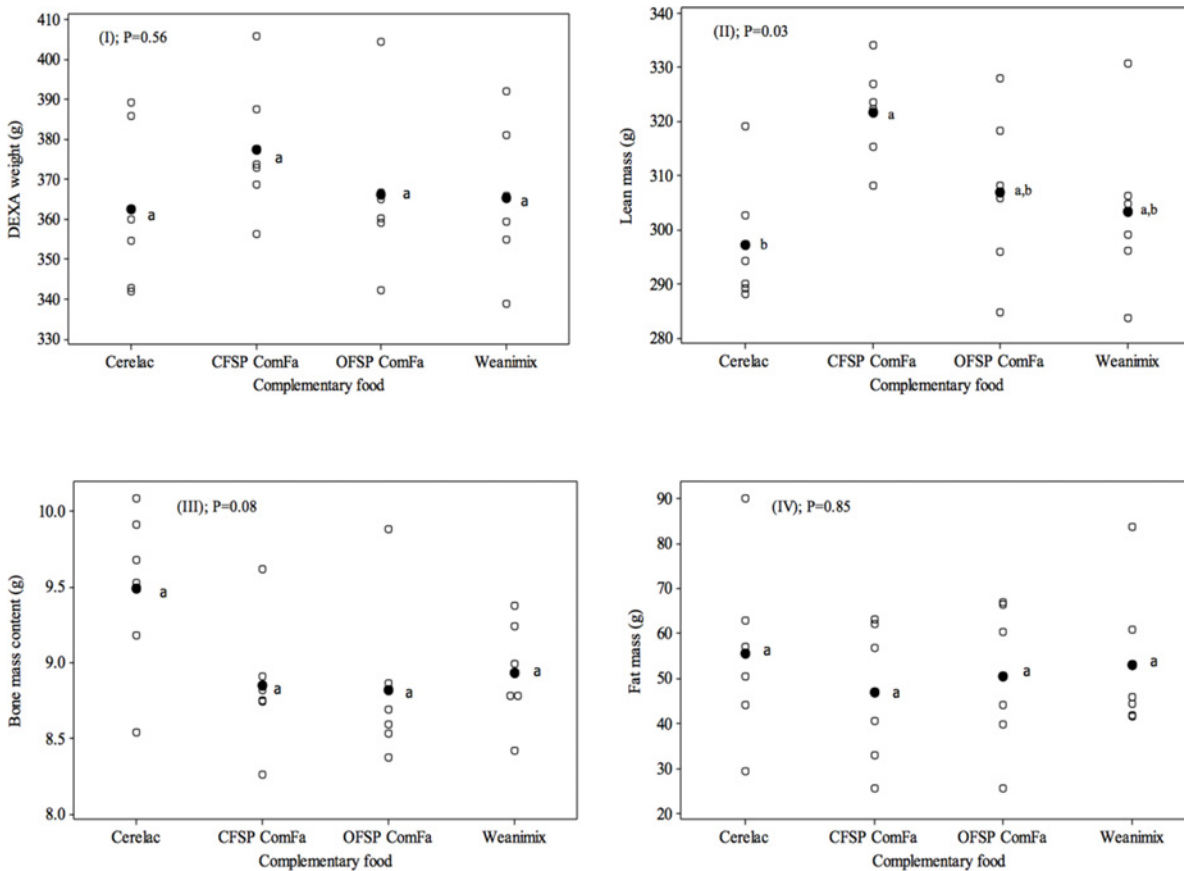 (I); P=0.56
DEXA weight (g)
410
400
390
380
370
360
350
340
330
a
a
a
a
Cerelac CFSP ComFa OFSP ComFa Weanimix
Complementary food
(II); P=0.03
Lean mass (g)
340
330
320
310
300
290
280
b
a
a,b
a,b
Cerelac CFSP ComFa OFSP ComFa Weanimix
Complementary food
(III); P=0.08
Bone mass content (g)
10.0
9.5
9.0
8.5
8.0
a
a
a
a
Cerelac CFSP ComFa OFSP ComFa Weanimix
Complementary food
(IV); P=0.85
Fat mass (g)
90
80
70
60
50
40
30
20
a
a
a
a
Cerelac CFSP ComFa OFSP ComFa Weanimix
Complementary food